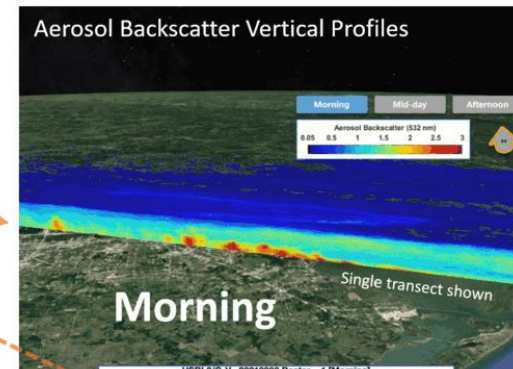 Aerosol Backscatter Vertical Profiles
Morning Mid-day Afternoon
Aerosol Backscatter (532 nm)
0.05 0.5 1 1.5 2 2.5 3
Single transect shown
Morning